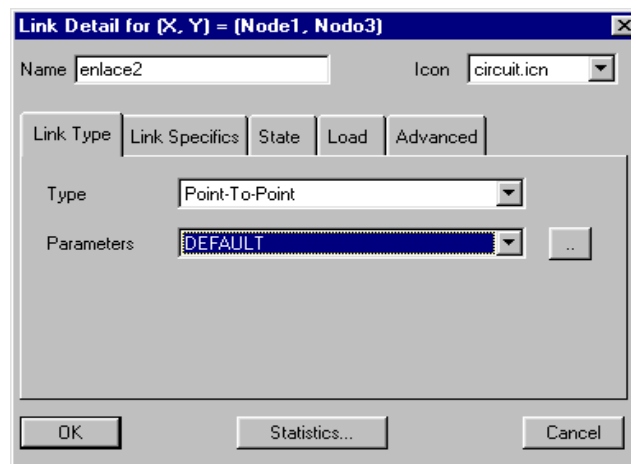 Link Detail for (X, Y) = (Node1, Nodo3)
Name enlace2 Icon circuit.icn
Link Type Link Specifics State Load Advanced
Type Point-To-Point
Parameters DEFAULT ..
OK Statistics... Cancel